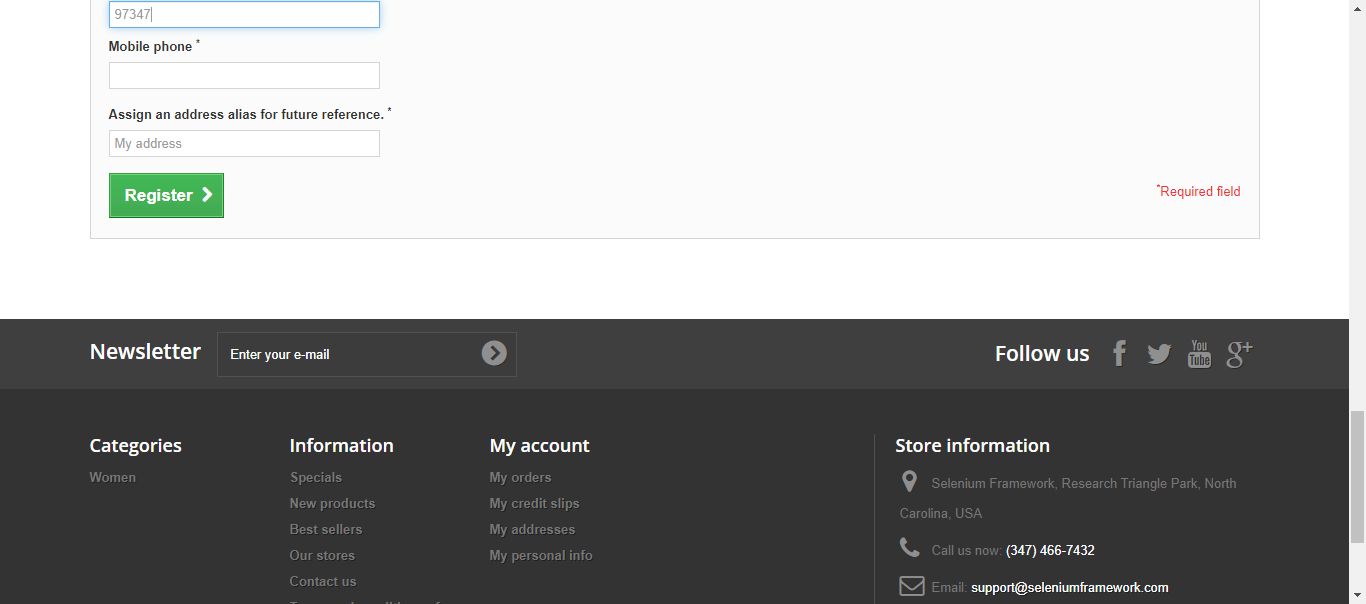 97347
Mobile phone *
Assign an address alias for future reference. *
My address
Register
*Required field
Newsletter
Enter your e-mail
Follow us
You Tube
Categories
Women
Information
Specials
New products
Best sellers
Our stores
Contact us
My account
My orders
My credit slips
My addresses
My personal info
Store information
Selenium Framework, Research Triangle Park, North
Carolina, USA
Call us now: (347) 466-7432
Email: support@seleniumframework.com